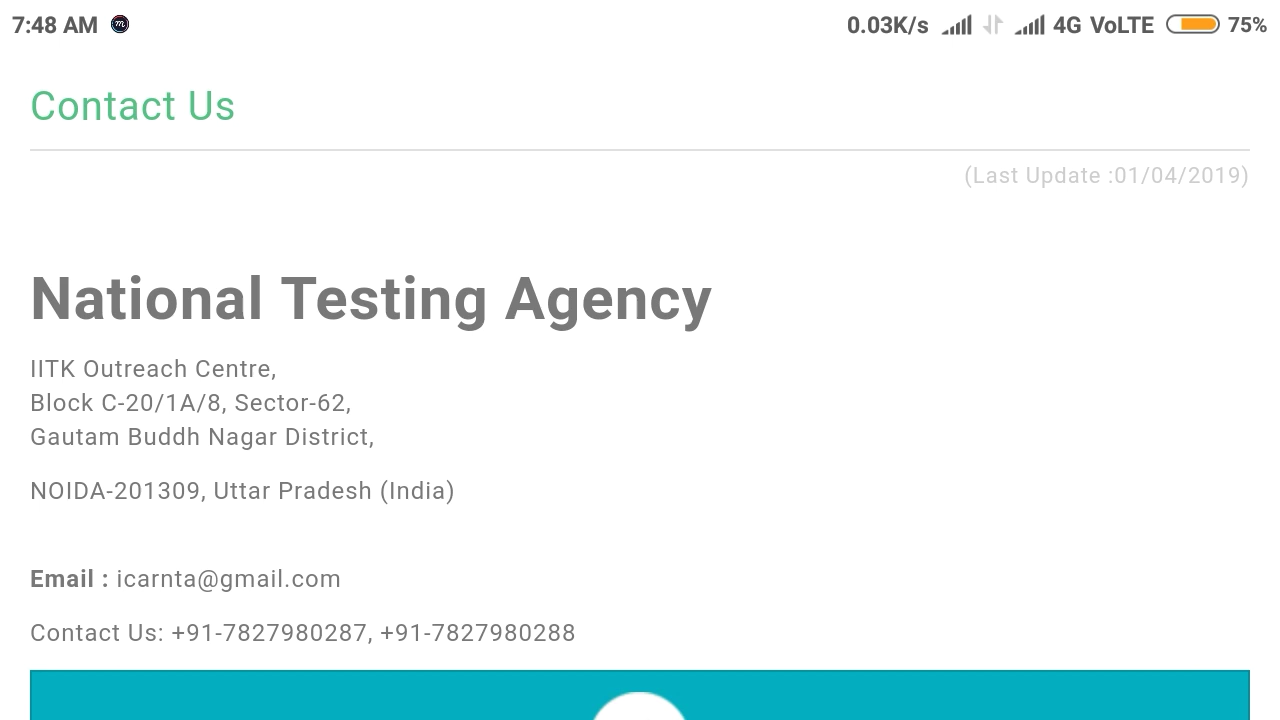 7:48 AM 0.03K/s 4G VoLTE 75%
Contact Us
(Last Update :01/04/2019)
National Testing Agency
IITK Outreach Centre,
Block C-20/1A/8, Sector-62,
Gautam Buddh Nagar District,
NOIDA-201309, Uttar Pradesh (India)
Email : icarnta@gmail.com
Contact Us: +91-7827980287, +91-7827980288